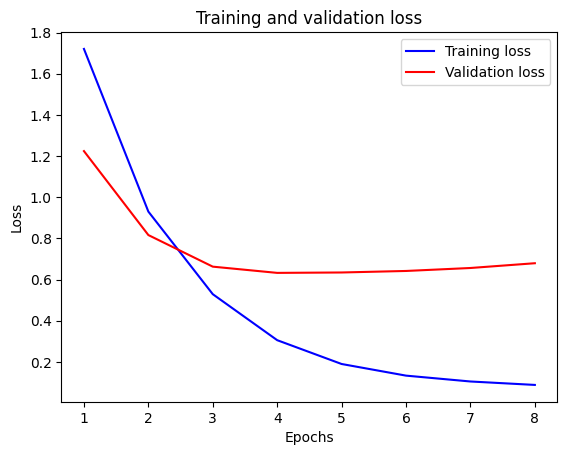 Training and validation loss
Training loss
Validation loss
Loss
1.8
1.6
1.4
1.2
1.0
0.8
0.6
0.4
0.2
1 2 3 4 5 6 7 8
Epochs